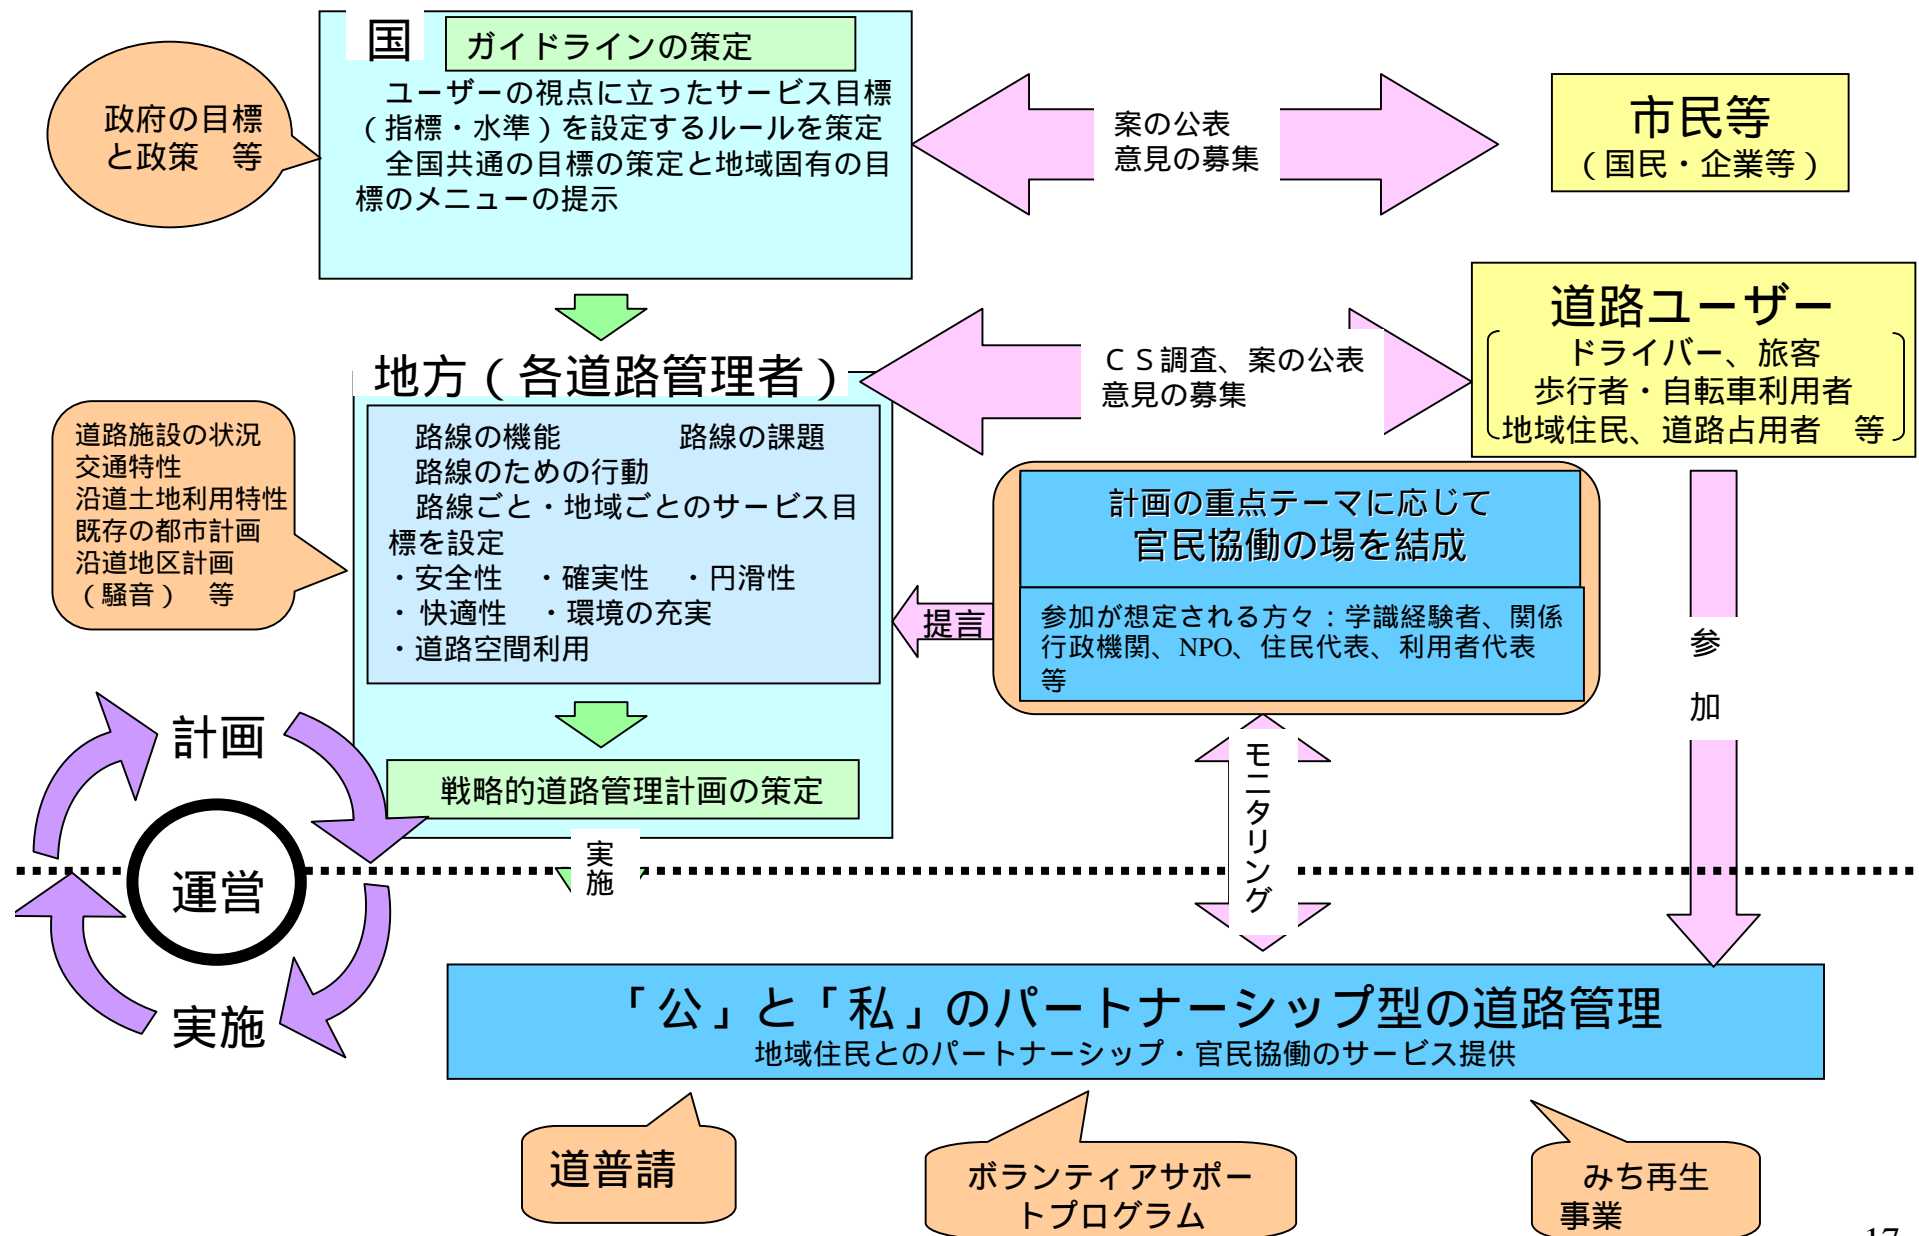 国
ガイドラインの策定
ユーザーの視点に立ったサービス目標
（指標・水準）を設定するルールを策定
全国共通の目標の策定と地域固有の目
標のメニューの提示
政府の目標
と政策　等
案の公表
意見の募集
市民等
（国民・企業等）
道路ユーザー
ドライバー、旅客
歩行者・自転車利用者
地域住民、道路占用者　等
ＣＳ調査、案の公表
意見の募集
地方（各道路管理者）
道路施設の状況
交通特性
沿道土地利用特性
既存の都市計画
沿道地区計画
（騒音）　等
路線の機能　　　　路線の課題
路線のための行動
路線ごと・地域ごとのサービス目
標を設定
・安全性　・確実性　・円滑性
・快適性　・環境の充実
・道路空間利用
戦略的道路管理計画の策定
提言
計画の重点テーマに応じて
官民協働の場を結成
参加が想定される方々：学識経験者、関係
行政機関、NPO、住民代表、利用者代表
等
参加
モニタリング
計画
運営
実施
実施
「公」と「私」のパートナーシップ型の道路管理
地域住民とのパートナーシップ・官民協働のサービス提供
道普請
ボランティアサポー
トプログラム
みち再生
事業
17